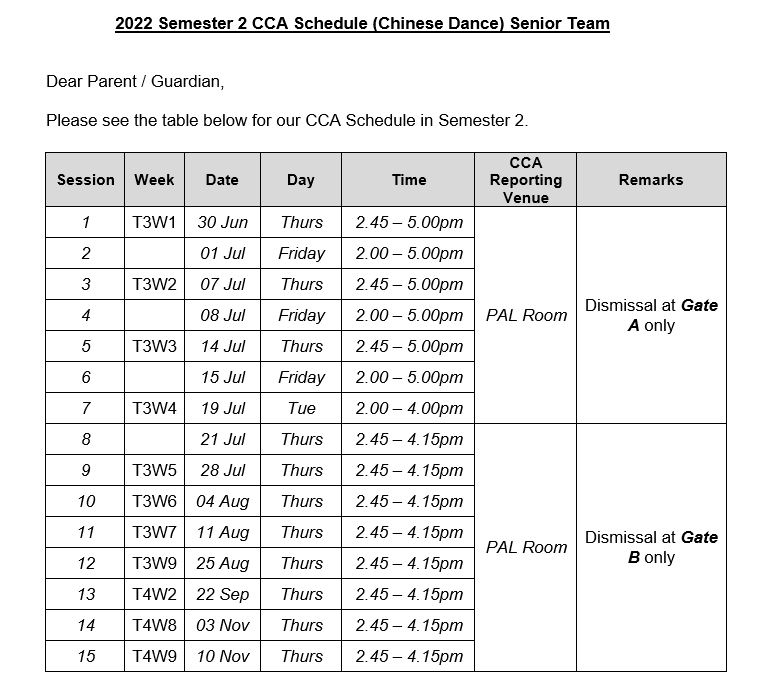 2022 Semester 2 CCA Schedule (Chinese Dance) Senior Team
Dear Parent / Guardian,
Please see the table below for our CCA Schedule in Semester 2.
Session Week Date Day Time CCA Reporting Venue Remarks
1 T3W1 30 Jun Thurs 2.45 – 5.00pm
2 01 Jul Friday 2.00 – 5.00pm
3 T3W2 07 Jul Thurs 2.45 – 5.00pm
4 08 Jul Friday 2.00 – 5.00pm PAL Room Dismissal at Gate A only
5 T3W3 14 Jul Thurs 2.45 – 5.00pm
6 15 Jul Friday 2.00 – 5.00pm
7 T3W4 19 Jul Tue 2.00 – 4.00pm
8 21 Jul Thurs 2.45 – 4.15pm
9 T3W5 28 Jul Thurs 2.45 – 4.15pm
10 T3W6 04 Aug Thurs 2.45 – 4.15pm
11 T3W7 11 Aug Thurs 2.45 – 4.15pm PAL Room Dismissal at Gate B only
12 T3W9 25 Aug Thurs 2.45 – 4.15pm
13 T4W2 22 Sep Thurs 2.45 – 4.15pm
14 T4W8 03 Nov Thurs 2.45 – 4.15pm
15 T4W9 10 Nov Thurs 2.45 – 4.15pm